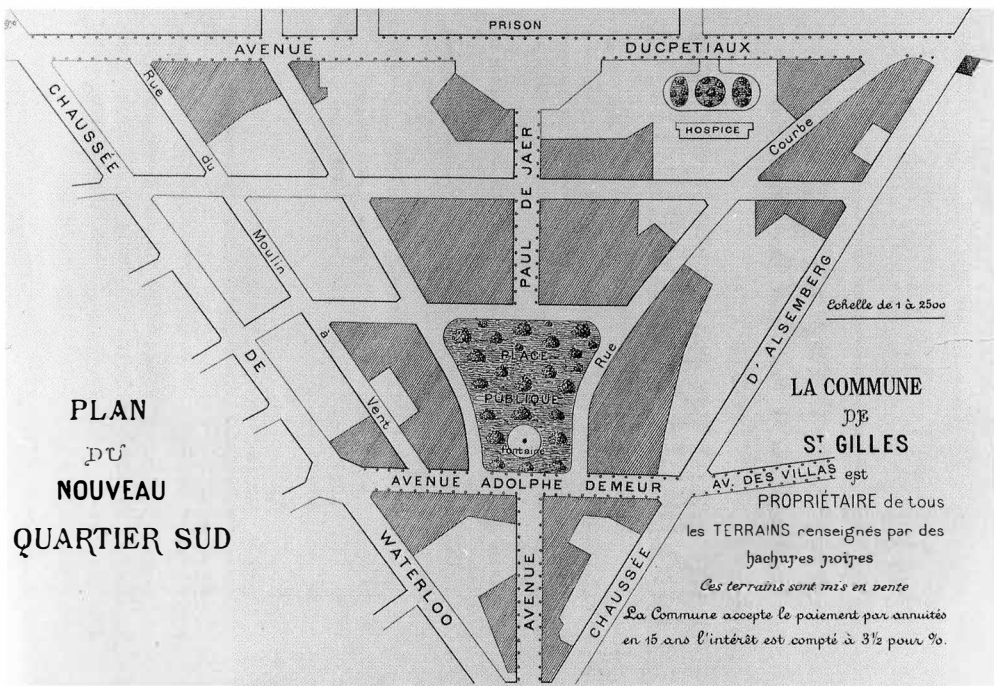 PRISON
AVENUE DUCPETIAUX
CHAUSSÉE DE WATERLOO
Rue du Moulin à Vent
PAUL DE JAER
HOSPICE
Rue Courbe
PLACE
PUBLIQUE
fontaine
CHAUSSÉE D'ALSEMBERG
AVENUE ADOLPHE DEMEUR
AV. DES VILLAS
AVENUE
Echelle de 1 à 2500
PLAN
DU
NOUVEAU
QUARTIER SUD
LA COMMUNE
DE
ST GILLES
est
PROPRIÉTAIRE de tous
les TERRAINS renseignés par des
hachures noires
Ces terrains sont mis en vente
La Commune accepte le paiement par annuités
en 15 ans l'intérêt est compté à 3½ pour %.